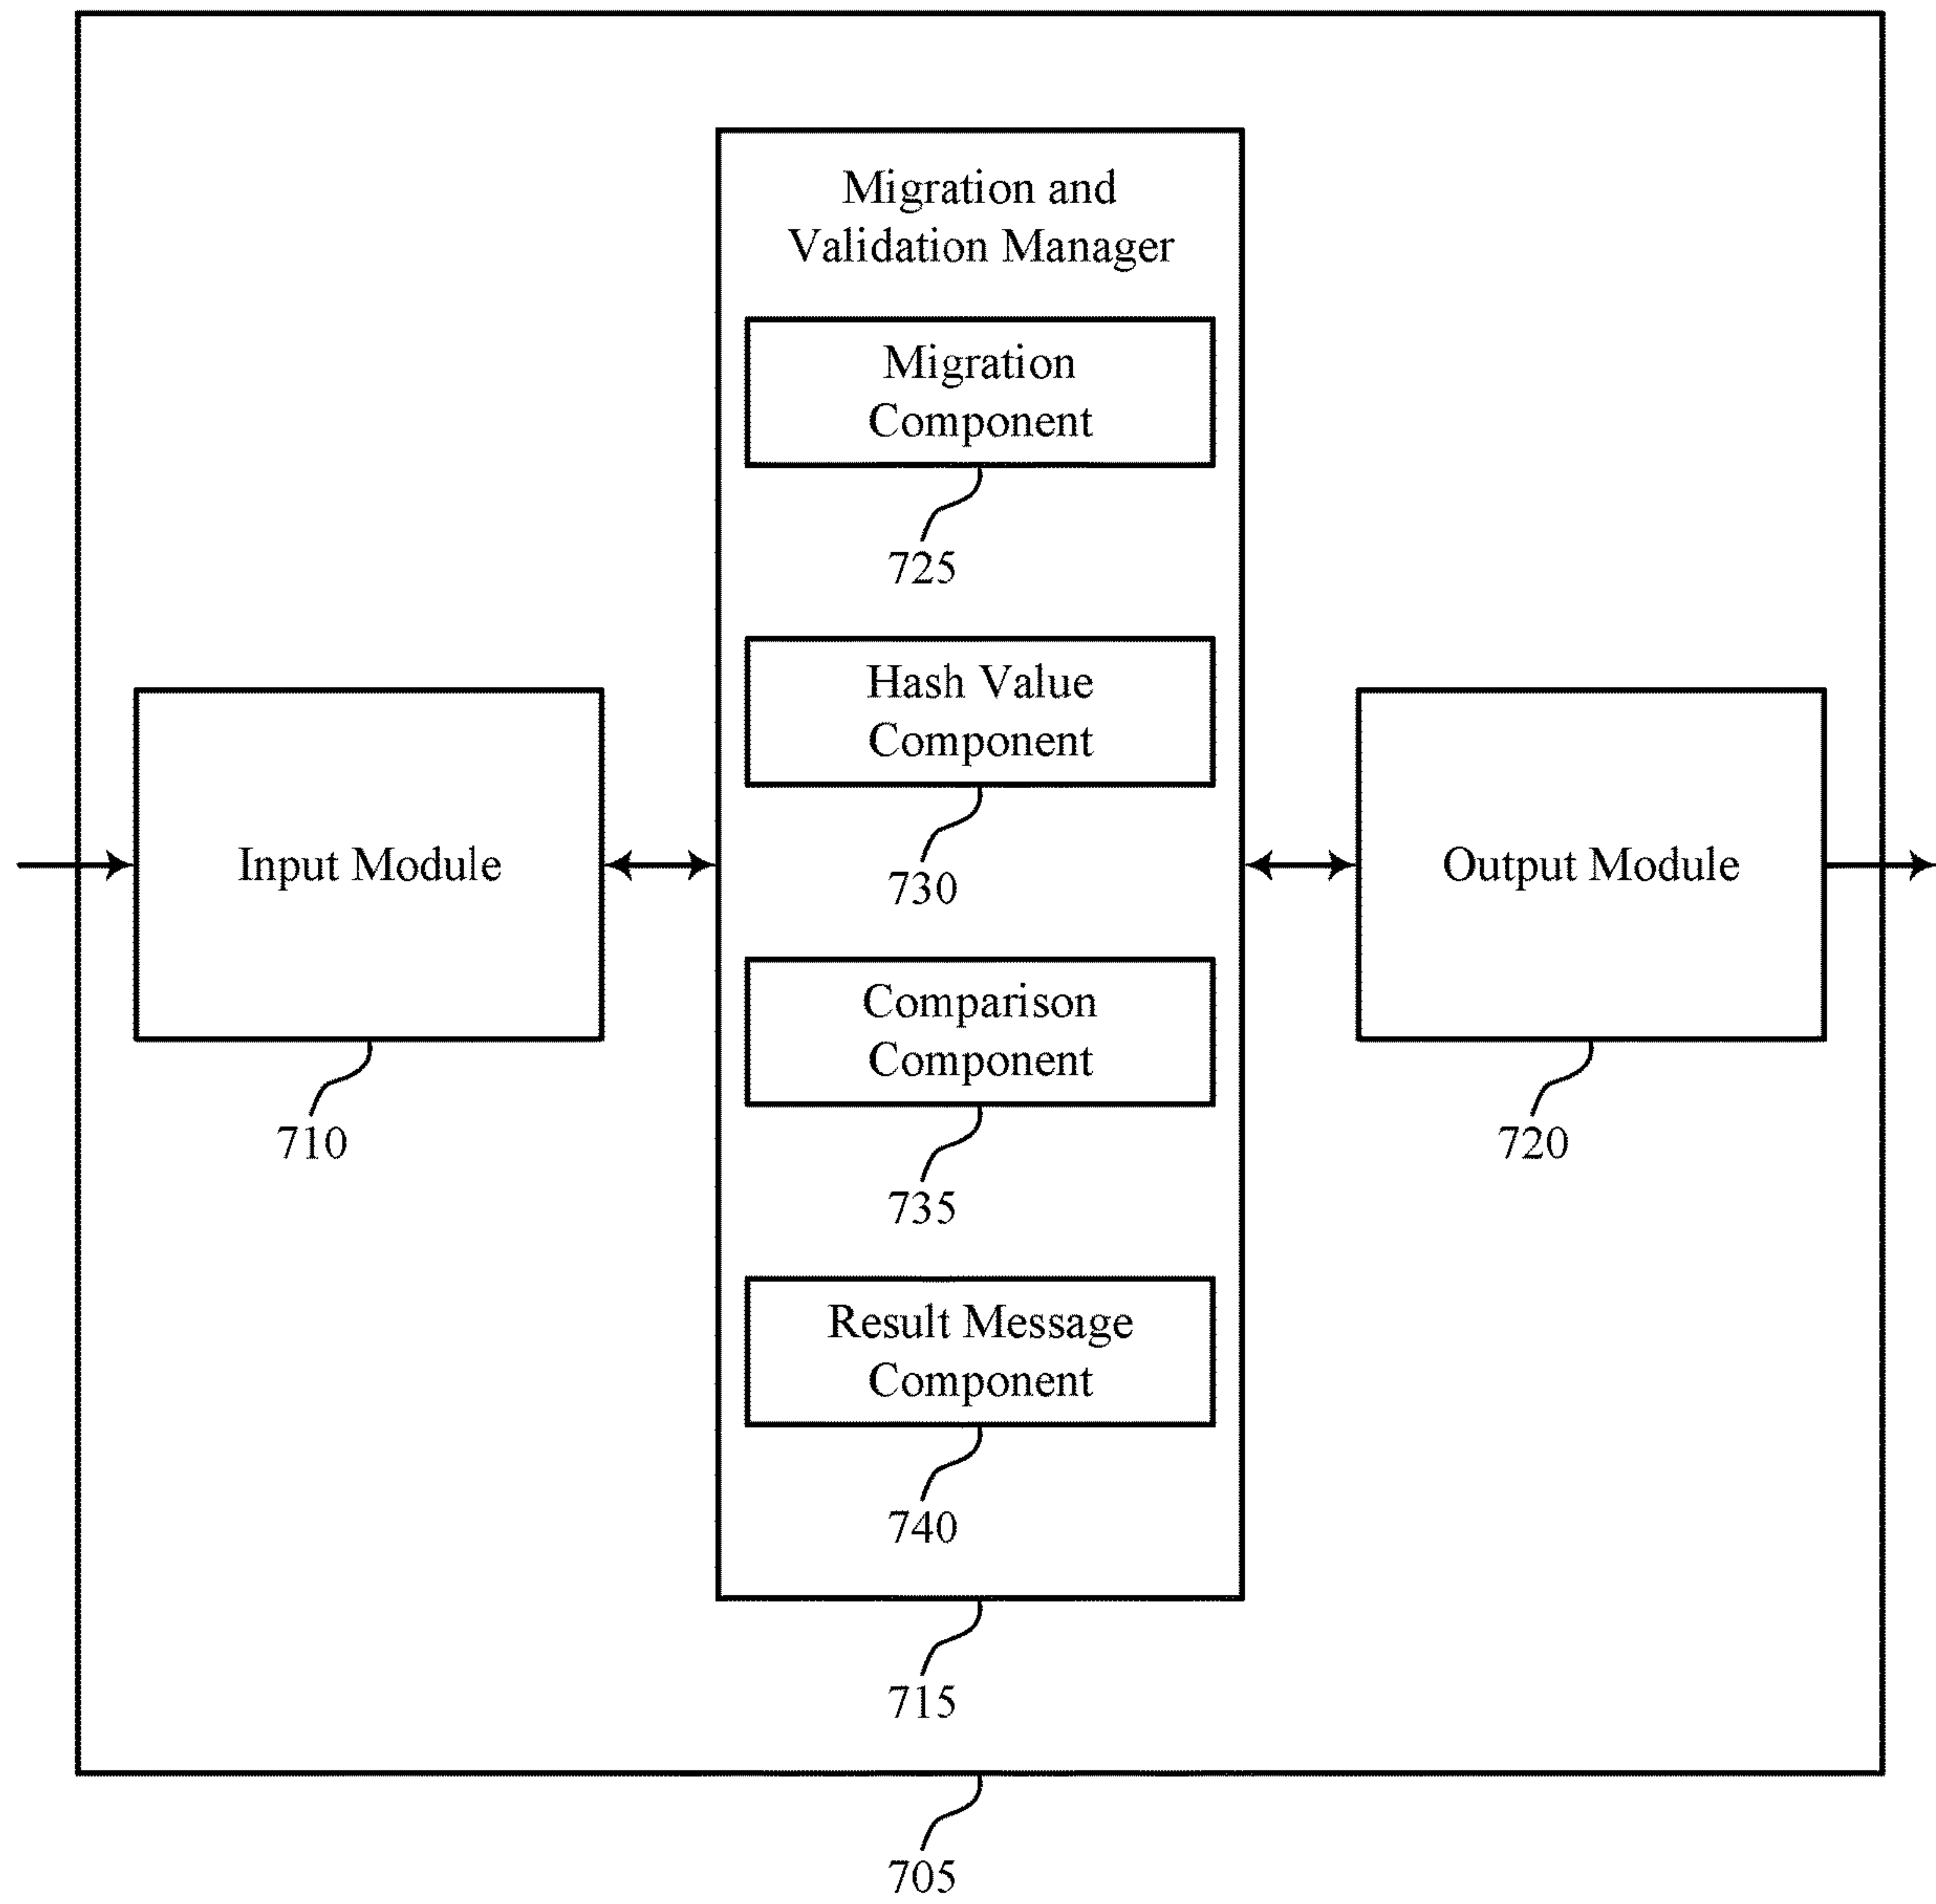 Migration and
Validation Manager
Migration
Component
725
Hash Value
Component
730
Input Module
710
Output Module
720
Comparison
Component
735
Result Message
Component
740
715
705